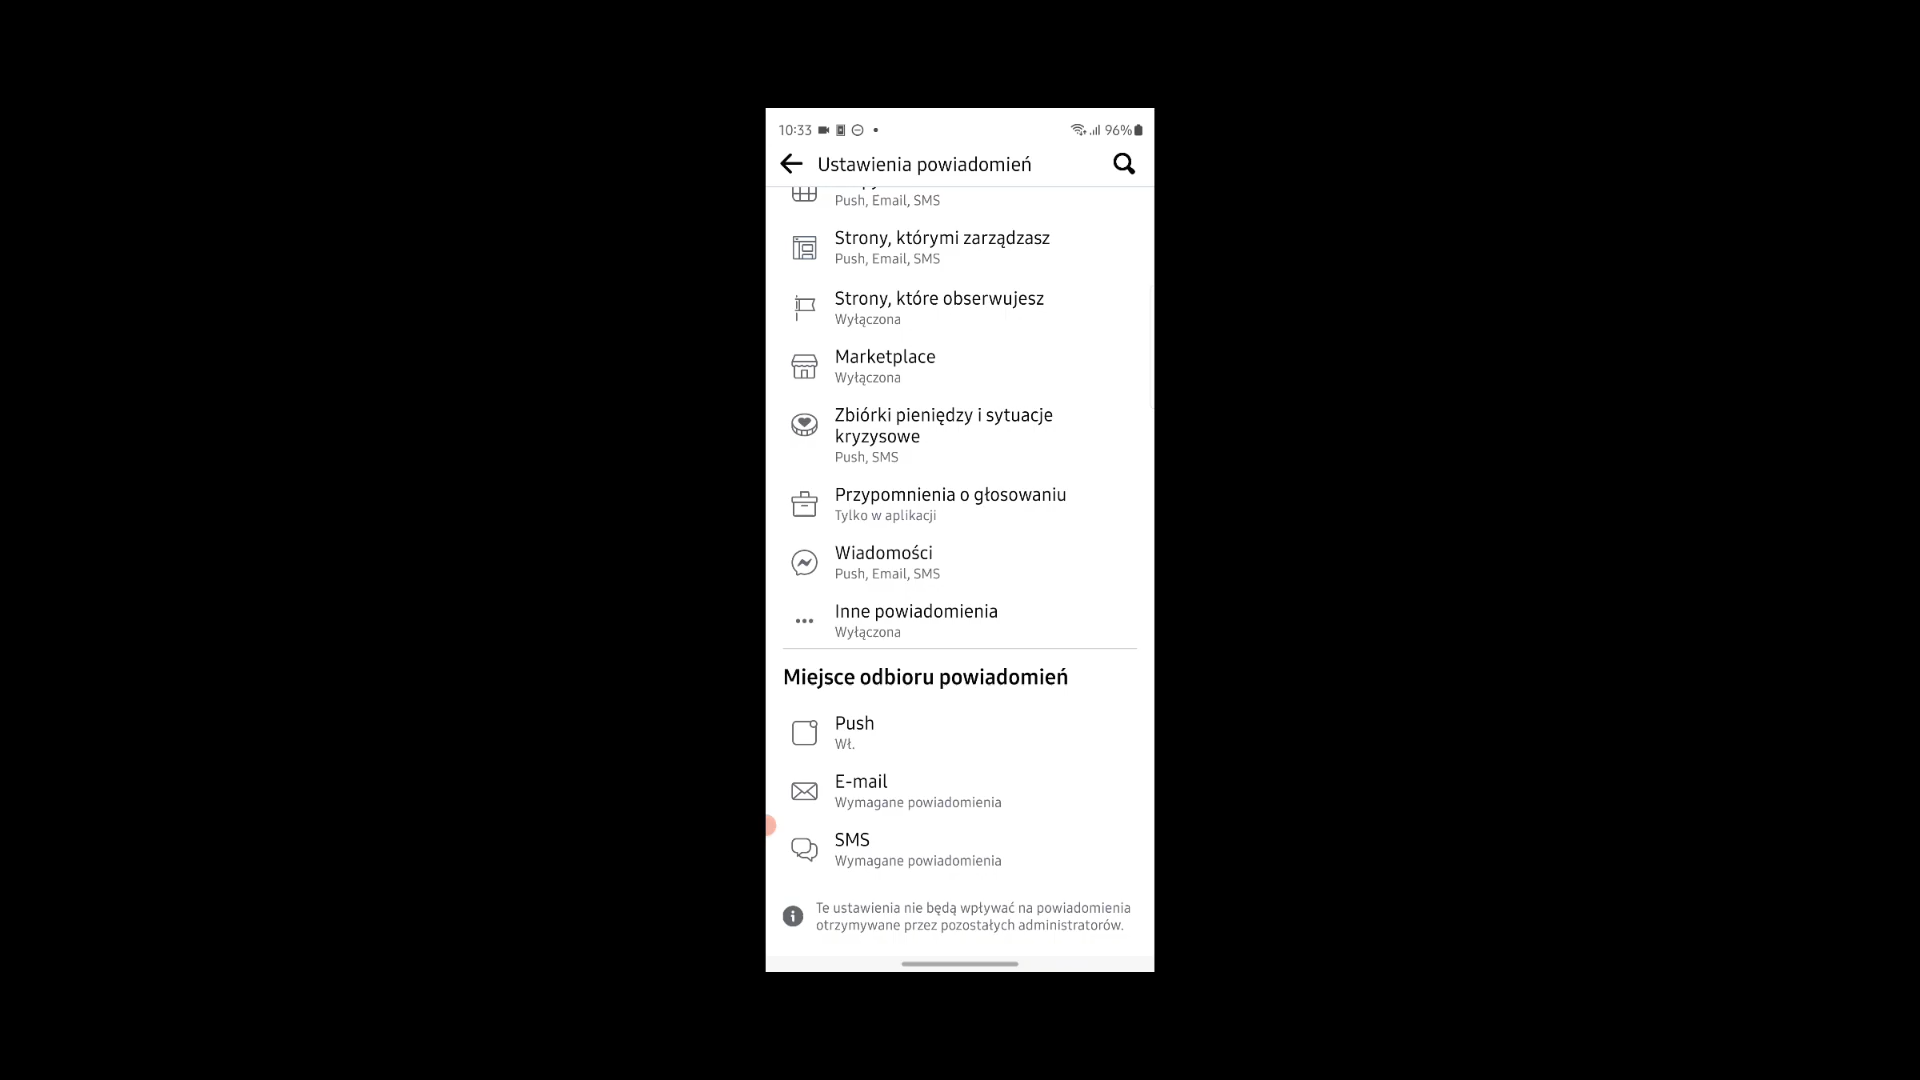 10:33
96%
Ustawienia powiadomień
Push, Email, SMS
Strony, którymi zarządzasz
Push, Email, SMS
Strony, które obserwujesz
Wyłączona
Marketplace
Wyłączona
Zbiórki pieniędzy i sytuacje
kryzysowe
Push, SMS
Przypomnienia o głosowaniu
Tylko w aplikacji
Wiadomości
Push, Email, SMS
Inne powiadomienia
Wyłączona
Miejsce odbioru powiadomień
Push
Wł.
E-mail
Wymagane powiadomienia
SMS
Wymagane powiadomienia
Te ustawienia nie będą wpływać na powiadomienia
otrzymywane przez pozostałych administratorów.